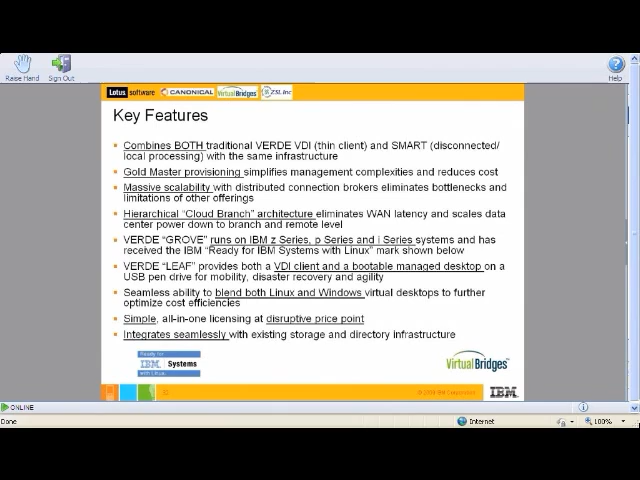 Raise Hand
Sign Out
Help
Lotus software
CANONICAL
VirtualBridges
ZSL Inc
Key Features
Combines BOTH traditional VERDE VDI (thin client) and SMART (disconnected/
local processing) with the same infrastructure
Gold Master provisioning simplifies management complexities and reduces cost
Massive scalability with distributed connection brokers eliminates bottlenecks and
limitations of other offerings
Hierarchical "Cloud Branch" architecture eliminates WAN latency and scales data
center power down to branch and remote level
VERDE "GROVE" runs on IBM z Series, p Series and i Series systems and has
received the IBM "Ready for IBM Systems with Linux" mark shown below
VERDE "LEAF" provides both a VDI client and a bootable managed desktop on a
USB pen drive for mobility, disaster recovery and agility
Seamless ability to blend both Linux and Windows virtual desktops to further
optimize cost efficiencies
Simple, all-in-one licensing at disruptive price point
Integrates seamlessly with existing storage and directory infrastructure
Ready for
IBM Systems
with Linux
VirtualBridges
IBM Corporation
IBM
ONLINE
Done
Internet
100%